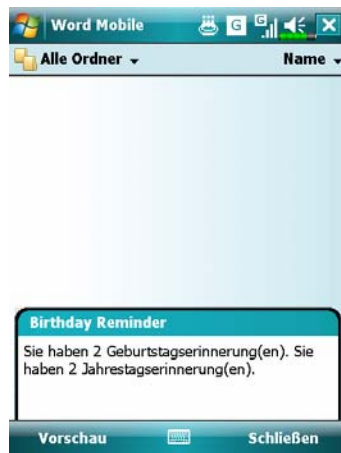 Word Mobile G G
Alle Ordner Name
Birthday Reminder
Sie haben 2 Geburtstagserinnerung(en). Sie
haben 2 Jahrestagserinnerung(en).
Vorschau Schließen